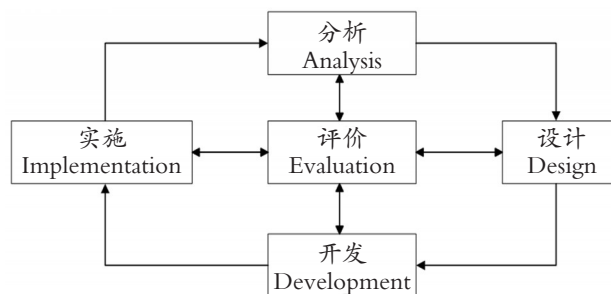 分析
Analysis
实施
Implementation
评价
Evaluation
设计
Design
开发
Development